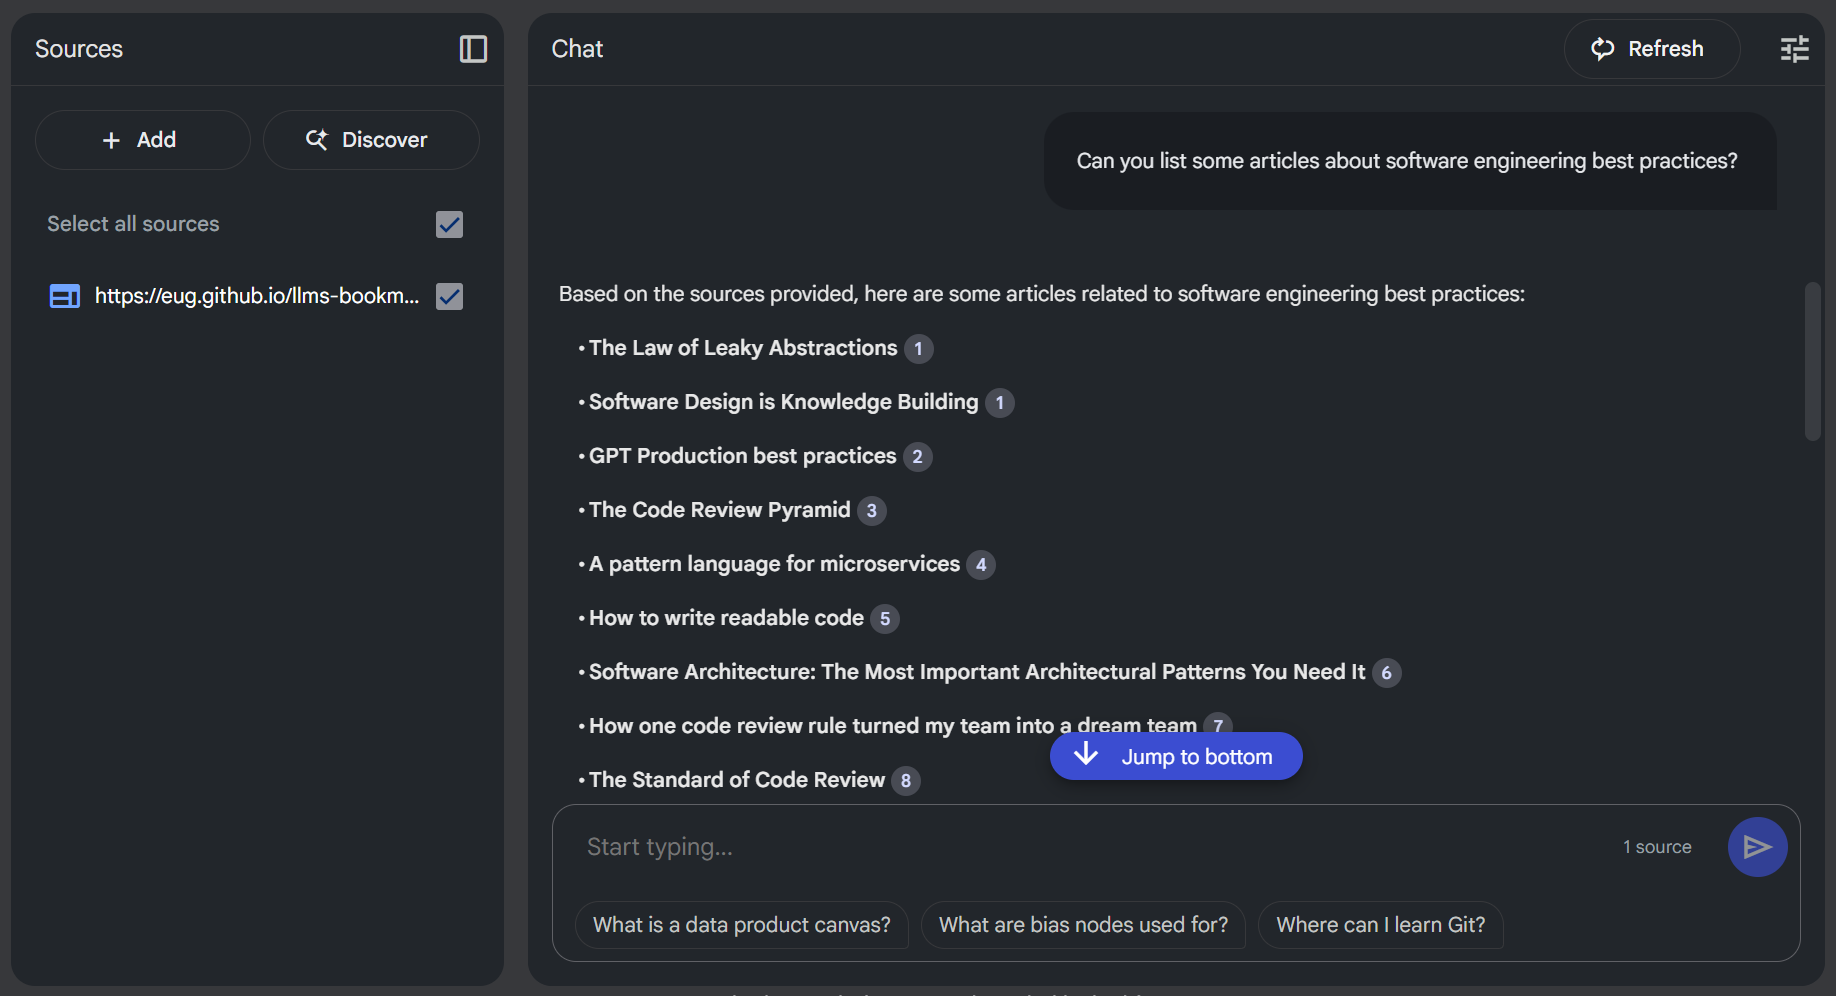 Sources
Add
Discover
Select all sources
https://eug.github.io/llms-bookm...
Chat
Refresh
Can you list some articles about software engineering best practices?
Based on the sources provided, here are some articles related to software engineering best practices:
• The Law of Leaky Abstractions 1
• Software Design is Knowledge Building 1
• GPT Production best practices 2
• The Code Review Pyramid 3
• A pattern language for microservices 4
• How to write readable code 5
• Software Architecture: The Most Important Architectural Patterns You Need It 6
• How one code review rule turned my team into a dream team 7
Jump to bottom
• The Standard of Code Review 8
Start typing...
1 source
What is a data product canvas?
What are bias nodes used for?
Where can I learn Git?